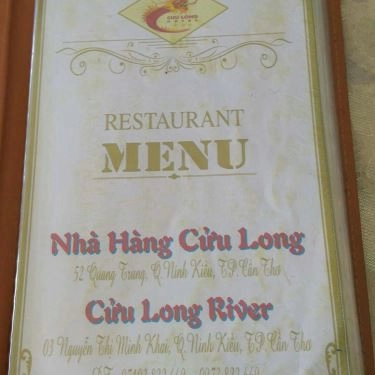 CỬU LONG
RESTAURANT
MENU
Nhà Hàng Cửu Long
52 Quang Trung, Q.Ninh Kiều, T.P.Cần Thơ
Cửu Long River
03 Nguyễn Thị Minh Khai, Q.Ninh Kiều, T.P.Cần Thơ